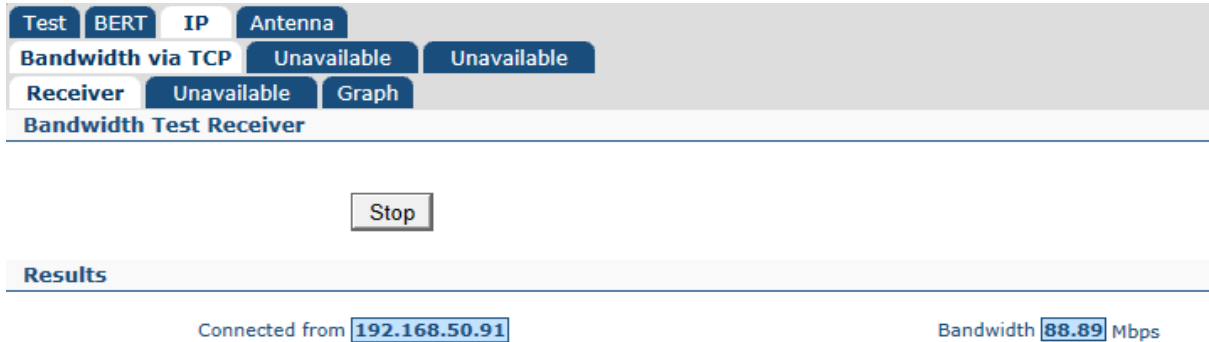 Test BERT IP Antenna
Bandwidth via TCP Unavailable Unavailable
Receiver Unavailable Graph
Bandwidth Test Receiver
Stop
Results
Connected from 192.168.50.91 Bandwidth 88.89 Mbps